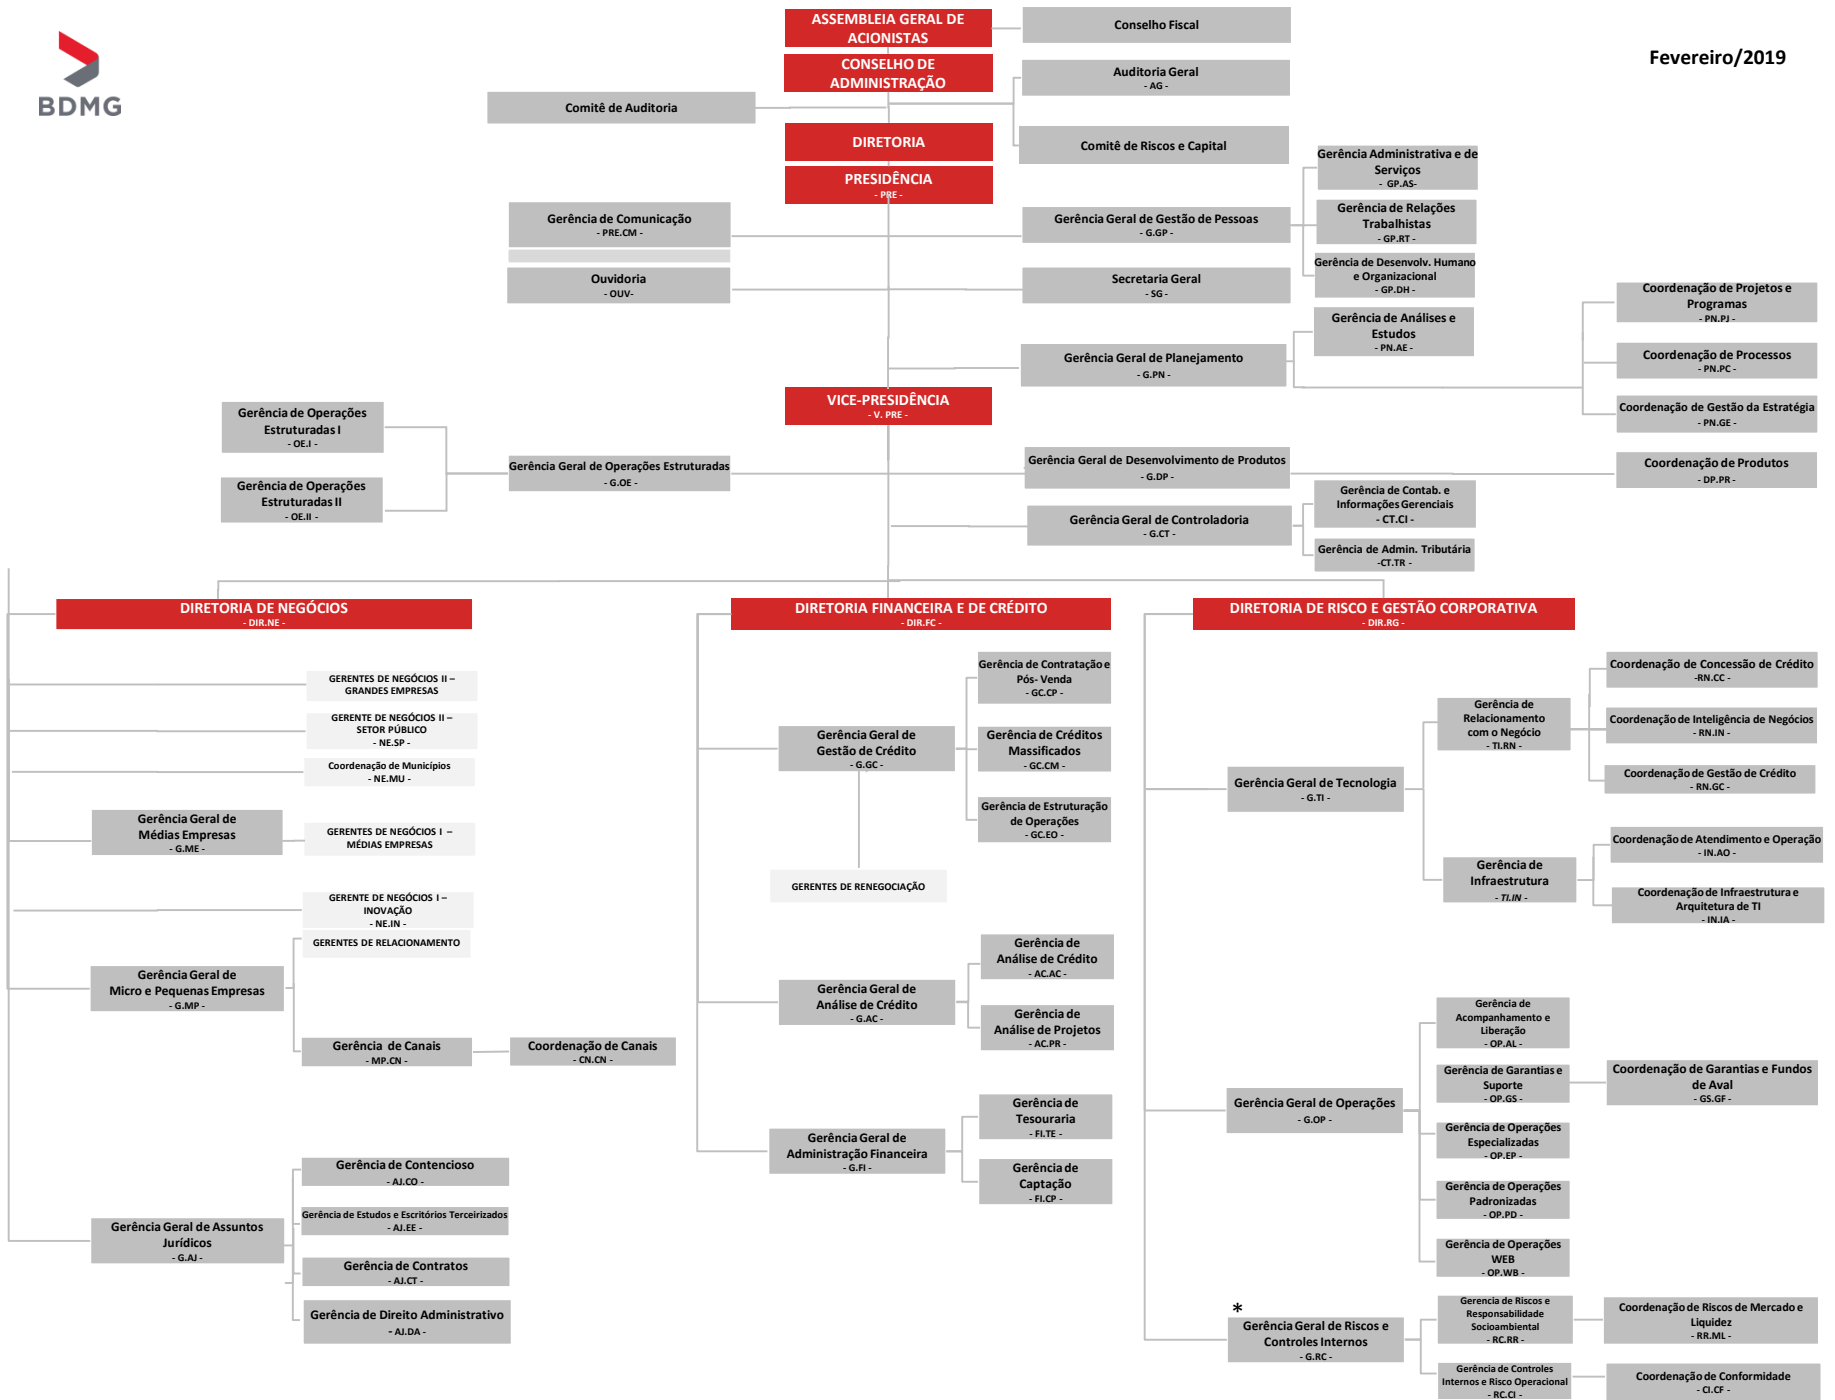 BDMG
Fevereiro/2019
ASSEMBLEIA GERAL DE
ACIONISTAS
Conselho Fiscal
CONSELHO DE
ADMINISTRAÇÃO
Auditoria Geral
- AG -
Comitê de Auditoria
DIRETORIA
Comitê de Riscos e Capital
PRESIDÊNCIA
- PRE -
Gerência Administrativa e de
Serviços
- GP.AS-
Gerência de Comunicação
- PRE.CM -
Gerência Geral de Gestão de Pessoas
- G.GP -
Gerência de Relações
Trabalhistas
- GP.RT -
Gerência de Desenvolv. Humano
e Organizacional
- GP.DH -
Ouvidoria
- OUV-
Secretaria Geral
- SG -
Coordenação de Projetos e
Programas
- PN.PJ -
Gerência de Análises e
Estudos
- PN.AE -
Gerência Geral de Planejamento
- G.PN -
Coordenação de Processos
- PN.PC -
Coordenação de Gestão da Estratégia
- PN.GE -
VICE-PRESIDÊNCIA
- V. PRE -
Gerência de Operações
Estruturadas I
- OE.I -
Gerência Geral de Operações Estruturadas
- G.OE -
Gerência de Operações
Estruturadas II
- OE.II -
Gerência Geral de Desenvolvimento de Produtos
- G.DP -
Coordenação de Produtos
- DP.PR -
Gerência Geral de Controladoria
- G.CT -
Gerência de Contab. e
Informações Gerenciais
- CT.CI -
Gerência de Admin. Tributária
-CT.TR -
DIRETORIA DE NEGÓCIOS
- DIR.NE -
GERENTES DE NEGÓCIOS II –
GRANDES EMPRESAS
GERENTE DE NEGÓCIOS II –
SETOR PÚBLICO
- NE.SP -
Coordenação de Municípios
- NE.MU -
Gerência Geral de
Médias Empresas
- G.ME -
GERENTES DE NEGÓCIOS I –
MÉDIAS EMPRESAS
GERENTE DE NEGÓCIOS I –
INOVAÇÃO
- NE.IN -
GERENTES DE RELACIONAMENTO
Gerência Geral de
Micro e Pequenas Empresas
- G.MP -
Gerência de Canais
- MP.CN -
Coordenação de Canais
- CN.CN -
Gerência de Contencioso
- AJ.CO -
Gerência de Estudos e Escritórios Terceirizados
- AJ.EE -
Gerência Geral de Assuntos
Jurídicos
- G.AJ -
Gerência de Contratos
- AJ.CT -
Gerência de Direito Administrativo
- AJ.DA -
DIRETORIA FINANCEIRA E DE CRÉDITO
- DIR.FC -
Gerência de Contratação e
Pós- Venda
- GC.CP -
Gerência Geral de
Gestão de Crédito
- G.GC -
Gerência de Créditos
Massificados
- GC.CM -
Gerência de Estruturação
de Operações
- GC.EO -
GERENTES DE RENEGOCIAÇÃO
Gerência de
Análise de Crédito
- AC.AC -
Gerência Geral de
Análise de Crédito
- G.AC -
Gerência de
Análise de Projetos
- AC.PR -
Gerência de
Tesouraria
- FI.TE -
Gerência Geral de
Administração Financeira
- G.FI -
Gerência de
Captação
- FI.CP -
DIRETORIA DE RISCO E GESTÃO CORPORATIVA
- DIR.RG -
Coordenação de Concessão de Crédito
-RN.CC -
Gerência de
Relacionamento
com o Negócio
- TI.RN -
Coordenação de Inteligência de Negócios
- RN.IN -
Coordenação de Gestão de Crédito
- RN.GC -
Gerência Geral de Tecnologia
- G.TI -
Coordenação de Atendimento e Operação
- IN.AO -
Gerência de
Infraestrutura
- TI.IN -
Coordenação de Infraestrutura e
Arquitetura de TI
- IN.IA -
Gerência de
Acompanhamento e
Liberação
- OP.AL -
Gerência de Garantias e
Suporte
- OP.GS -
Coordenação de Garantias e Fundos
de Aval
- GS.GF -
Gerência Geral de Operações
- G.OP -
Gerência de Operações
Especializadas
- OP.EP -
Gerência de Operações
Padronizadas
- OP.PD -
Gerência de Operações
WEB
- OP.WB -
*
Gerência Geral de Riscos e
Controles Internos
- G.RC -
Gerencia de Riscos e
Responsabilidade
Socioambiental
- RC.RR -
Coordenação de Riscos de Mercado e
Liquidez
- RR.ML -
Gerência de Controles
Internos e Risco Operacional
- RC.CI -
Coordenação de Conformidade
- CI.CF -